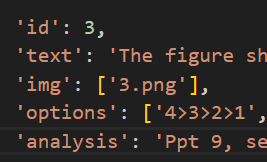 'id': 3,
'text': 'The figure sh
'img': ['3.png'],
'options': ['4>3>2>1',
'analysis': 'Ppt 9, se